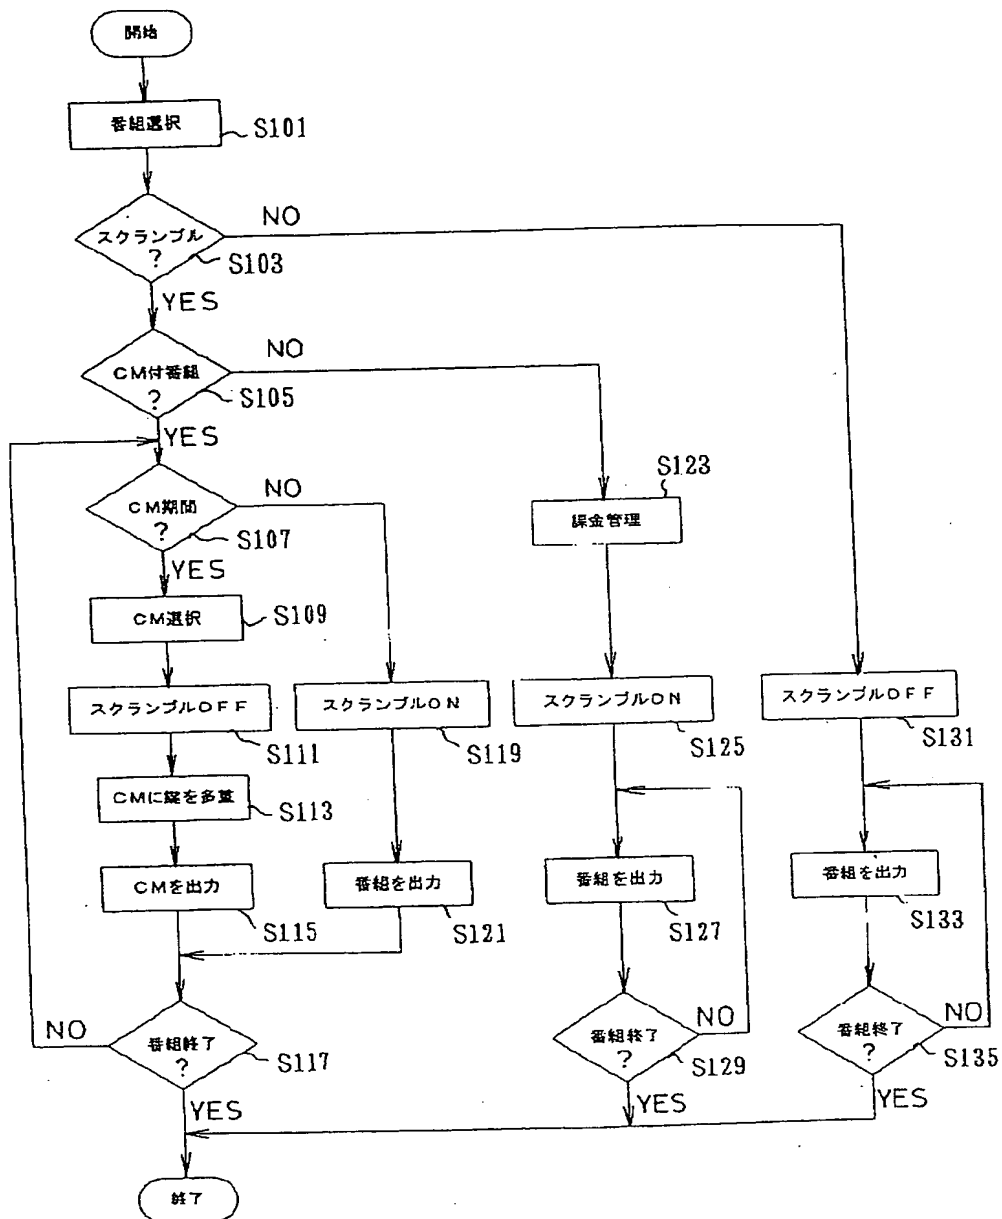 開始
番組選択
S101
スクランブル
?
S103
NO
YES
CM付番組
?
S105
NO
YES
CM期間
?
S107
NO
YES
S123
課金管理
CM選択
S109
スクランブルOFF
S111
スクランブルON
S119
スクランブルON
S125
スクランブルOFF
S131
CMに鍵を多重
S113
CMを出力
S115
番組を出力
S121
番組を出力
S127
番組を出力
S133
番組終了
?
S117
NO
YES
番組終了
?
S129
NO
YES
番組終了
?
S135
NO
YES
終了